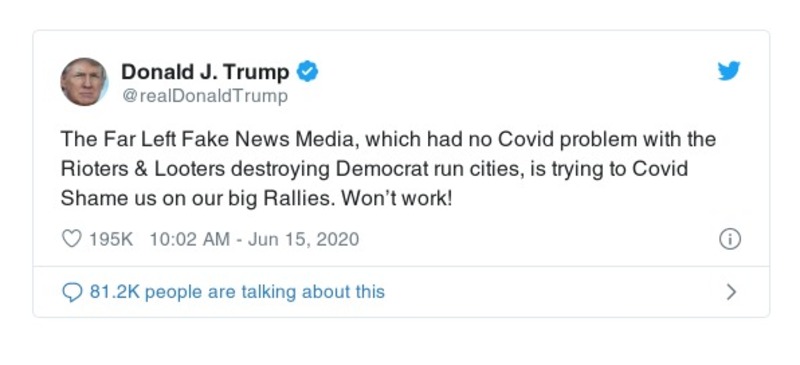 Donald J. Trump
@realDonaldTrump
The Far Left Fake News Media, which had no Covid problem with the
Rioters & Looters destroying Democrat run cities, is trying to Covid
Shame us on our big Rallies. Won’t work!
195K 10:02 AM - Jun 15, 2020
81.2K people are talking about this